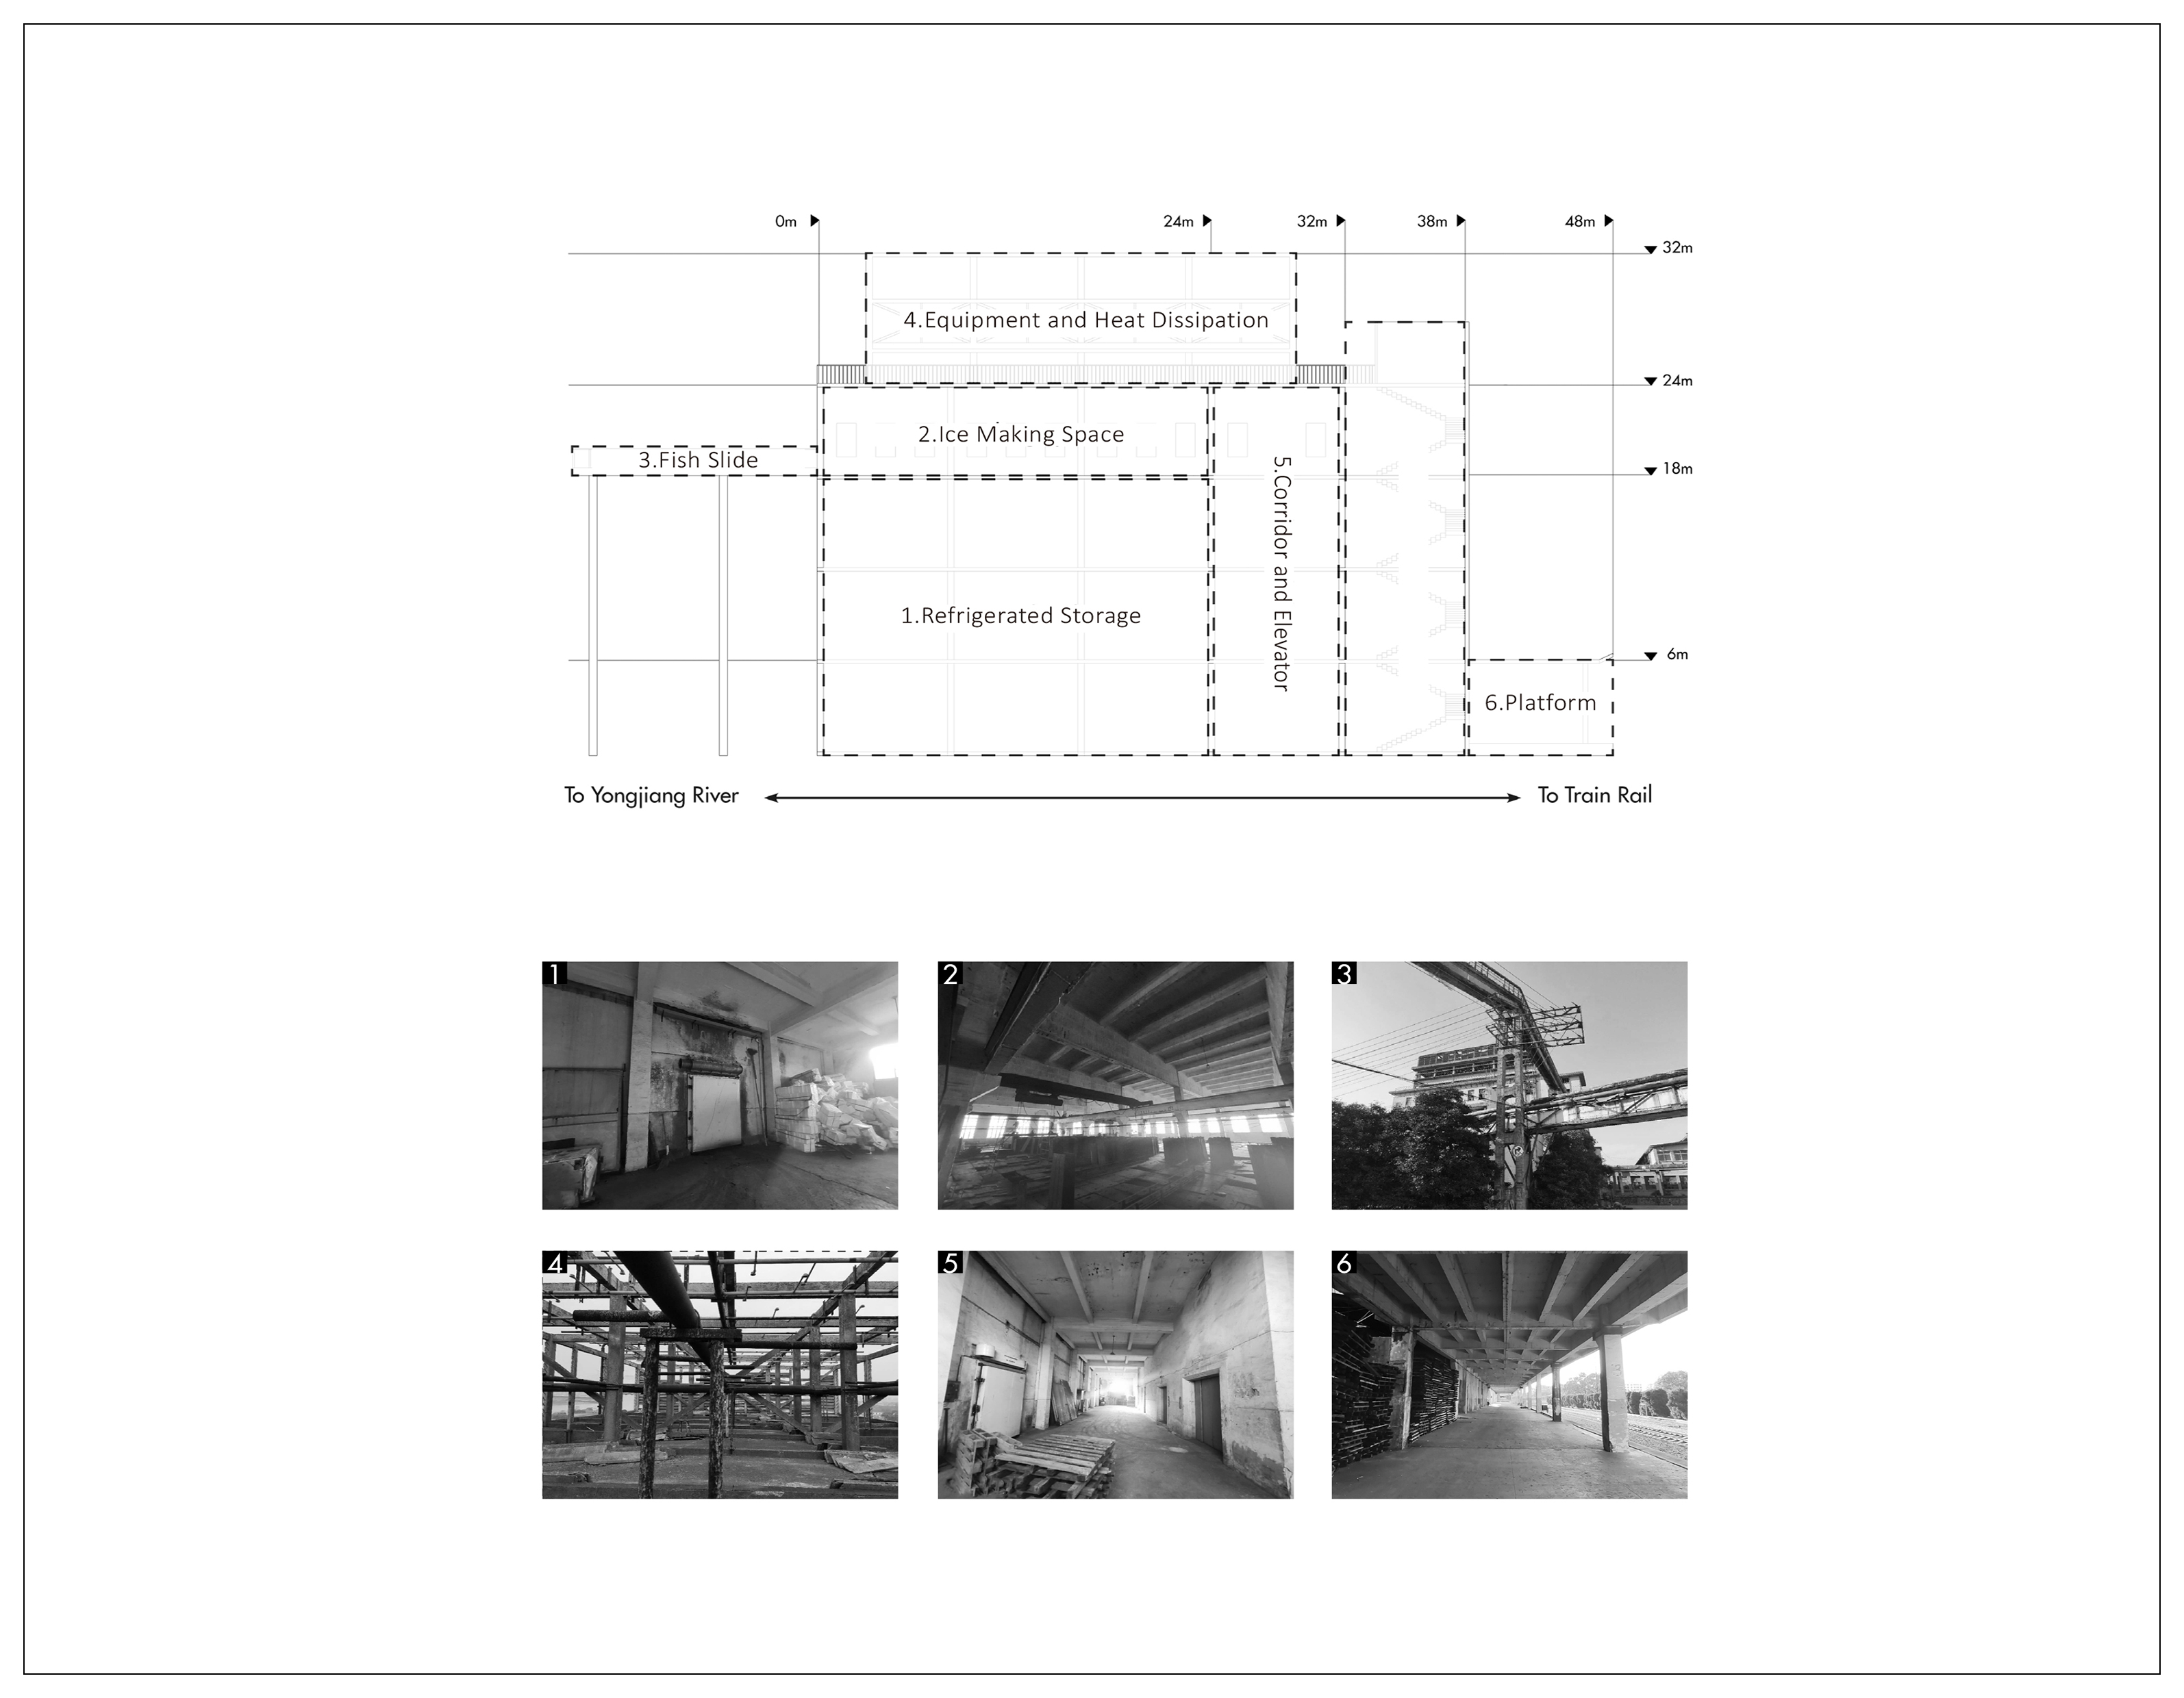 0m
24m
32m
38m
48m
32m
4.Equipment and Heat Dissipation
24m
2.Ice Making Space
3.Fish Slide
18m
5.Corridor and Elevator
1.Refrigerated Storage
6m
6.Platform
To Yongjiang River
To Train Rail
1
2
3
4
5
6